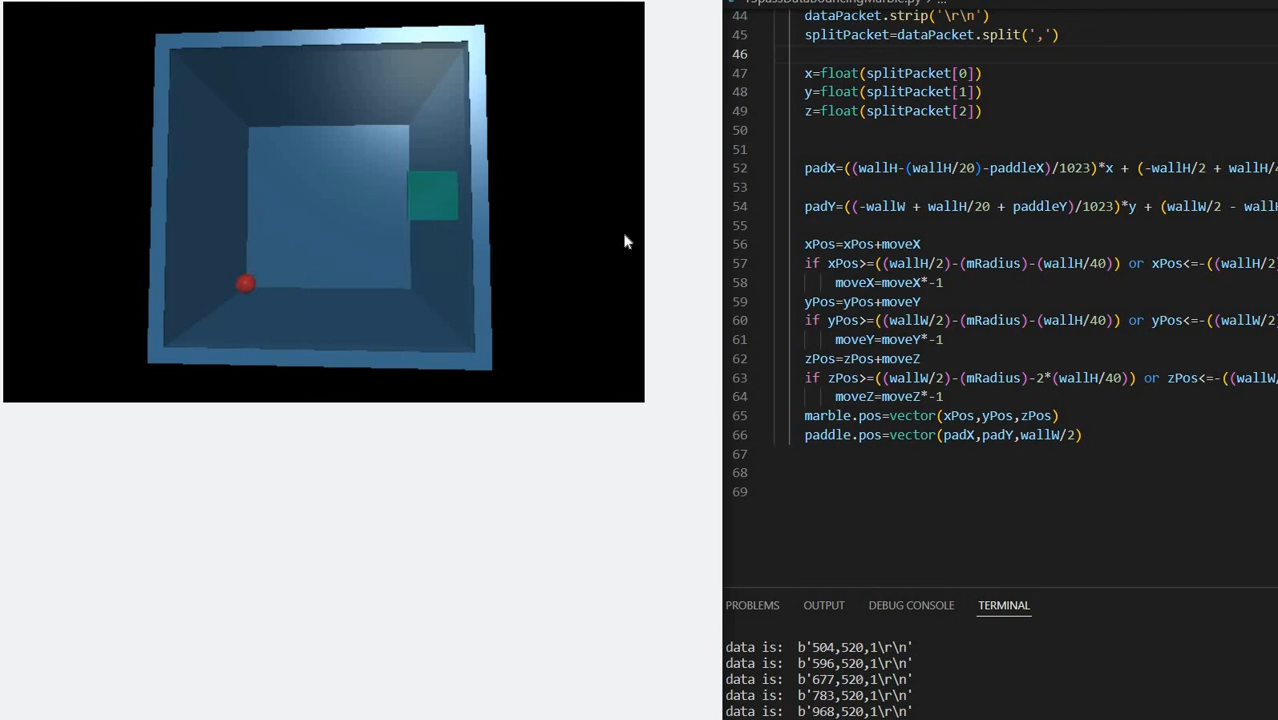 44 dataPacket.strip('\r\n')
45 splitPacket=dataPacket.split(',')
46
47 x=float(splitPacket[0])
48 y=float(splitPacket[1])
49 z=float(splitPacket[2])
50
51
52 padX=((wallH-(wallH/20)-paddleX)/1023)*x + (-wallH/2 + wallH/4
53
54 padY=((-wallW + wallH/20 + paddleY)/1023)*y + (wallW/2 - wallH
55
56 xPos=xPos+moveX
57 if xPos>=((wallH/2)-(mRadius)-(wallH/40)) or xPos<=-((wallH/2)
58 moveX=moveX*-1
59 yPos=yPos+moveY
60 if yPos>=((wallW/2)-(mRadius)-(wallH/40)) or yPos<=-((wallW/2)
61 moveY=moveY*-1
62 zPos=zPos+moveZ
63 if zPos>=((wallW/2)-(mRadius)-2*(wallH/40)) or zPos<=-((wallW/
64 moveZ=moveZ*-1
65 marble.pos=vector(xPos,yPos,zPos)
66 paddle.pos=vector(padX,padY,wallW/2)
67
68
69
PROBLEMS OUTPUT DEBUG CONSOLE TERMINAL
data is: b'504,520,1\r\n'
data is: b'596,520,1\r\n'
data is: b'677,520,1\r\n'
data is: b'783,520,1\r\n'
data is: b'968,520,1\r\n'